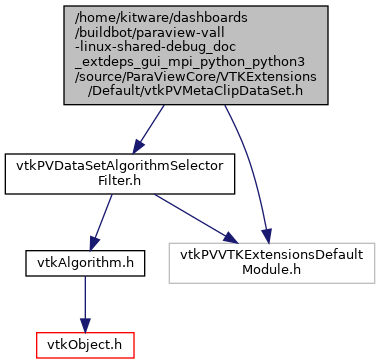 /home/kitware/dashboards
/buildbot/paraview-vall
-linux-shared-debug_doc
_extdeps_gui_mpi_python_python3
/source/ParaViewCore/VTKExtensions
/Default/vtkPVMetaClipDataSet.h
vtkPVDataSetAlgorithmSelector
Filter.h
vtkAlgorithm.h
vtkPVVTKExtensionsDefault
Module.h
vtkObject.h